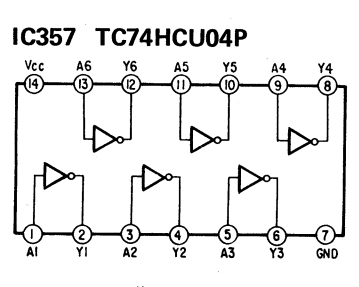 IC357 TC74HCU04P
Vcc A6 Y6 A5 Y5 A4 Y4
14 13 12 11 10 9 8
1 2 3 4 5 6 7
A1 Y1 A2 Y2 A3 Y3 GND